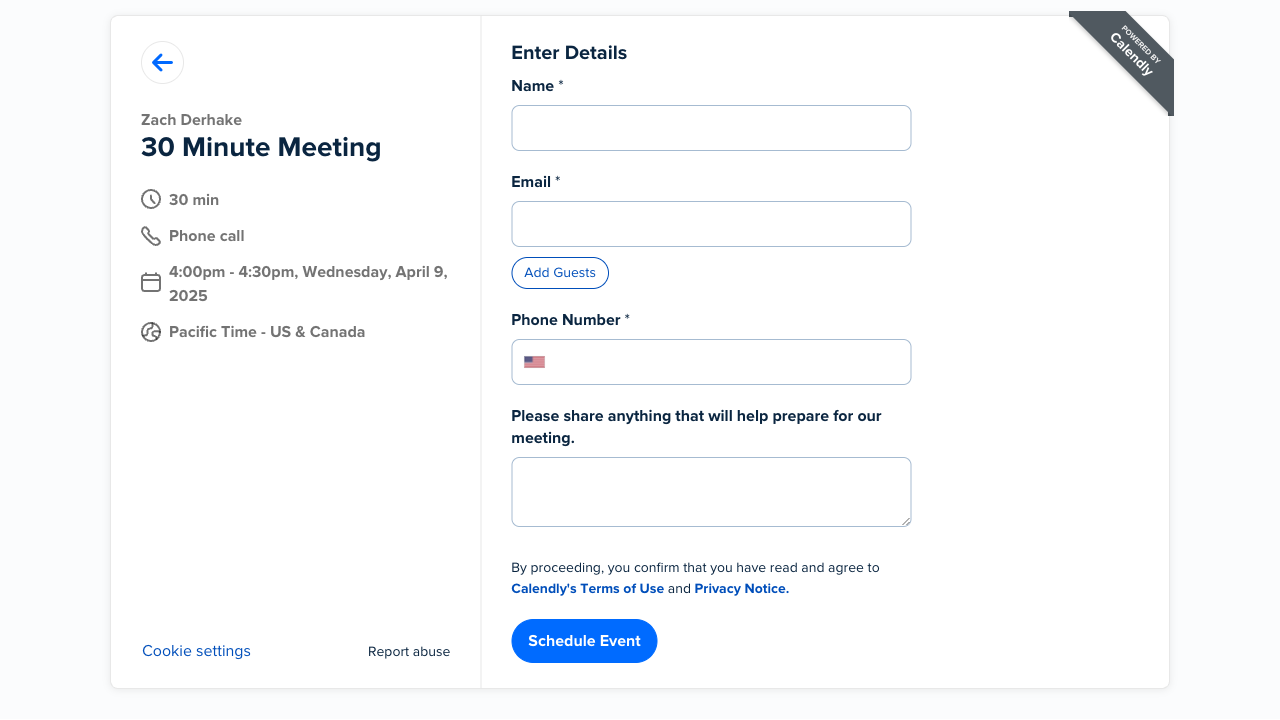 Zach Derhake
30 Minute Meeting
30 min
Phone call
4:00pm - 4:30pm, Wednesday, April 9,
2025
Pacific Time - US & Canada
Cookie settings
Report abuse
Enter Details
Name *
Email *
Add Guests
Phone Number *
Please share anything that will help prepare for our
meeting.
By proceeding, you confirm that you have read and agree to
Calendly's Terms of Use and Privacy Notice.
Schedule Event
POWERED BY
Calendly